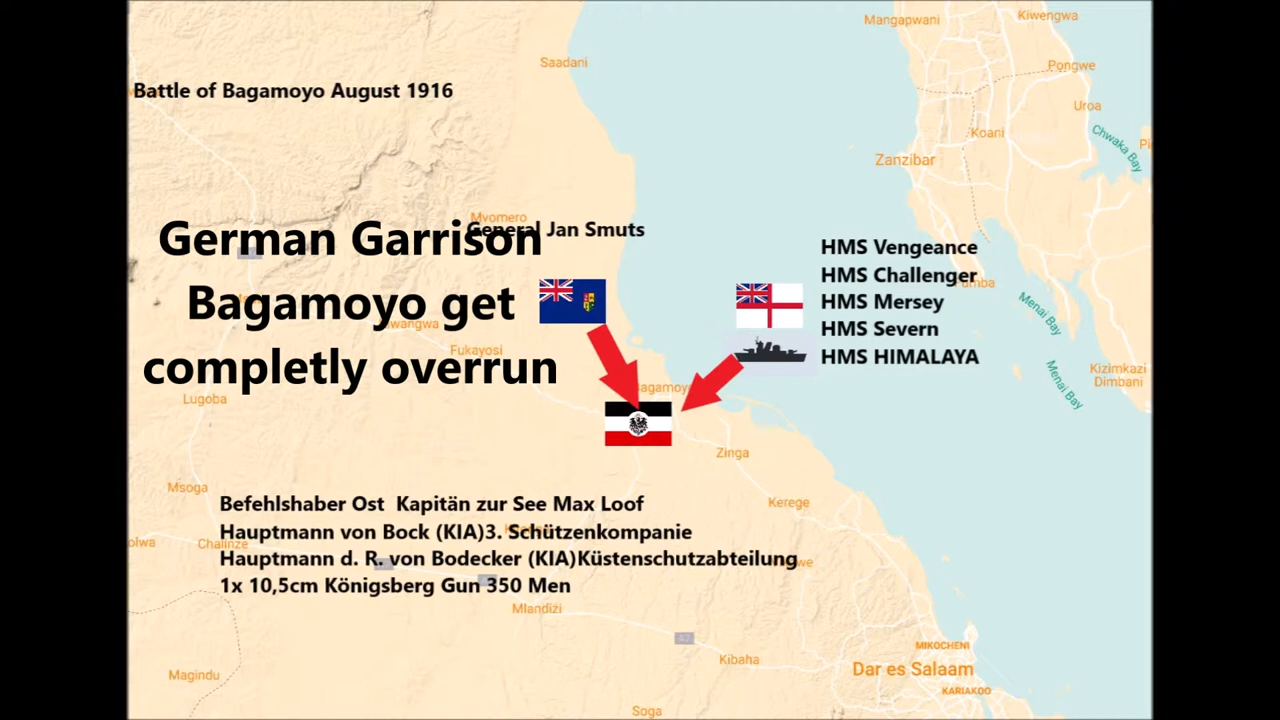 Mangapwani
Kiwengwa
Saadani
Pongwe
Battle of Bagamoyo August 1916
Uroa
Koani
Chwaka Bay
Zanzibar
Mvomero
General Jan Smuts
German Garrison
Bagamoyo get
completly overrun
HMS Vengeance
HMS Challenger
HMS Mersey
HMS Severn
HMS HIMALAYA
Menai Bay
Fukayosi
Kizimkazi
Dimbani
Menai Bay
Lugoba
Bagamoyo
Zinga
Msoga
Kerege
Befehlshaber Ost  Kapitän zur See Max Loof
Hauptmann von Bock (KIA)3. Schützenkompanie
Chalinze
Hauptmann d. R. von Bodecker (KIA)Küstenschutzabteilung
1x 10,5cm Königsberg Gun 350 Men
Mlandizi
MIKOCHENI
Kibaha
Dar es Salaam
Magindu
KARIAKOO
Soga